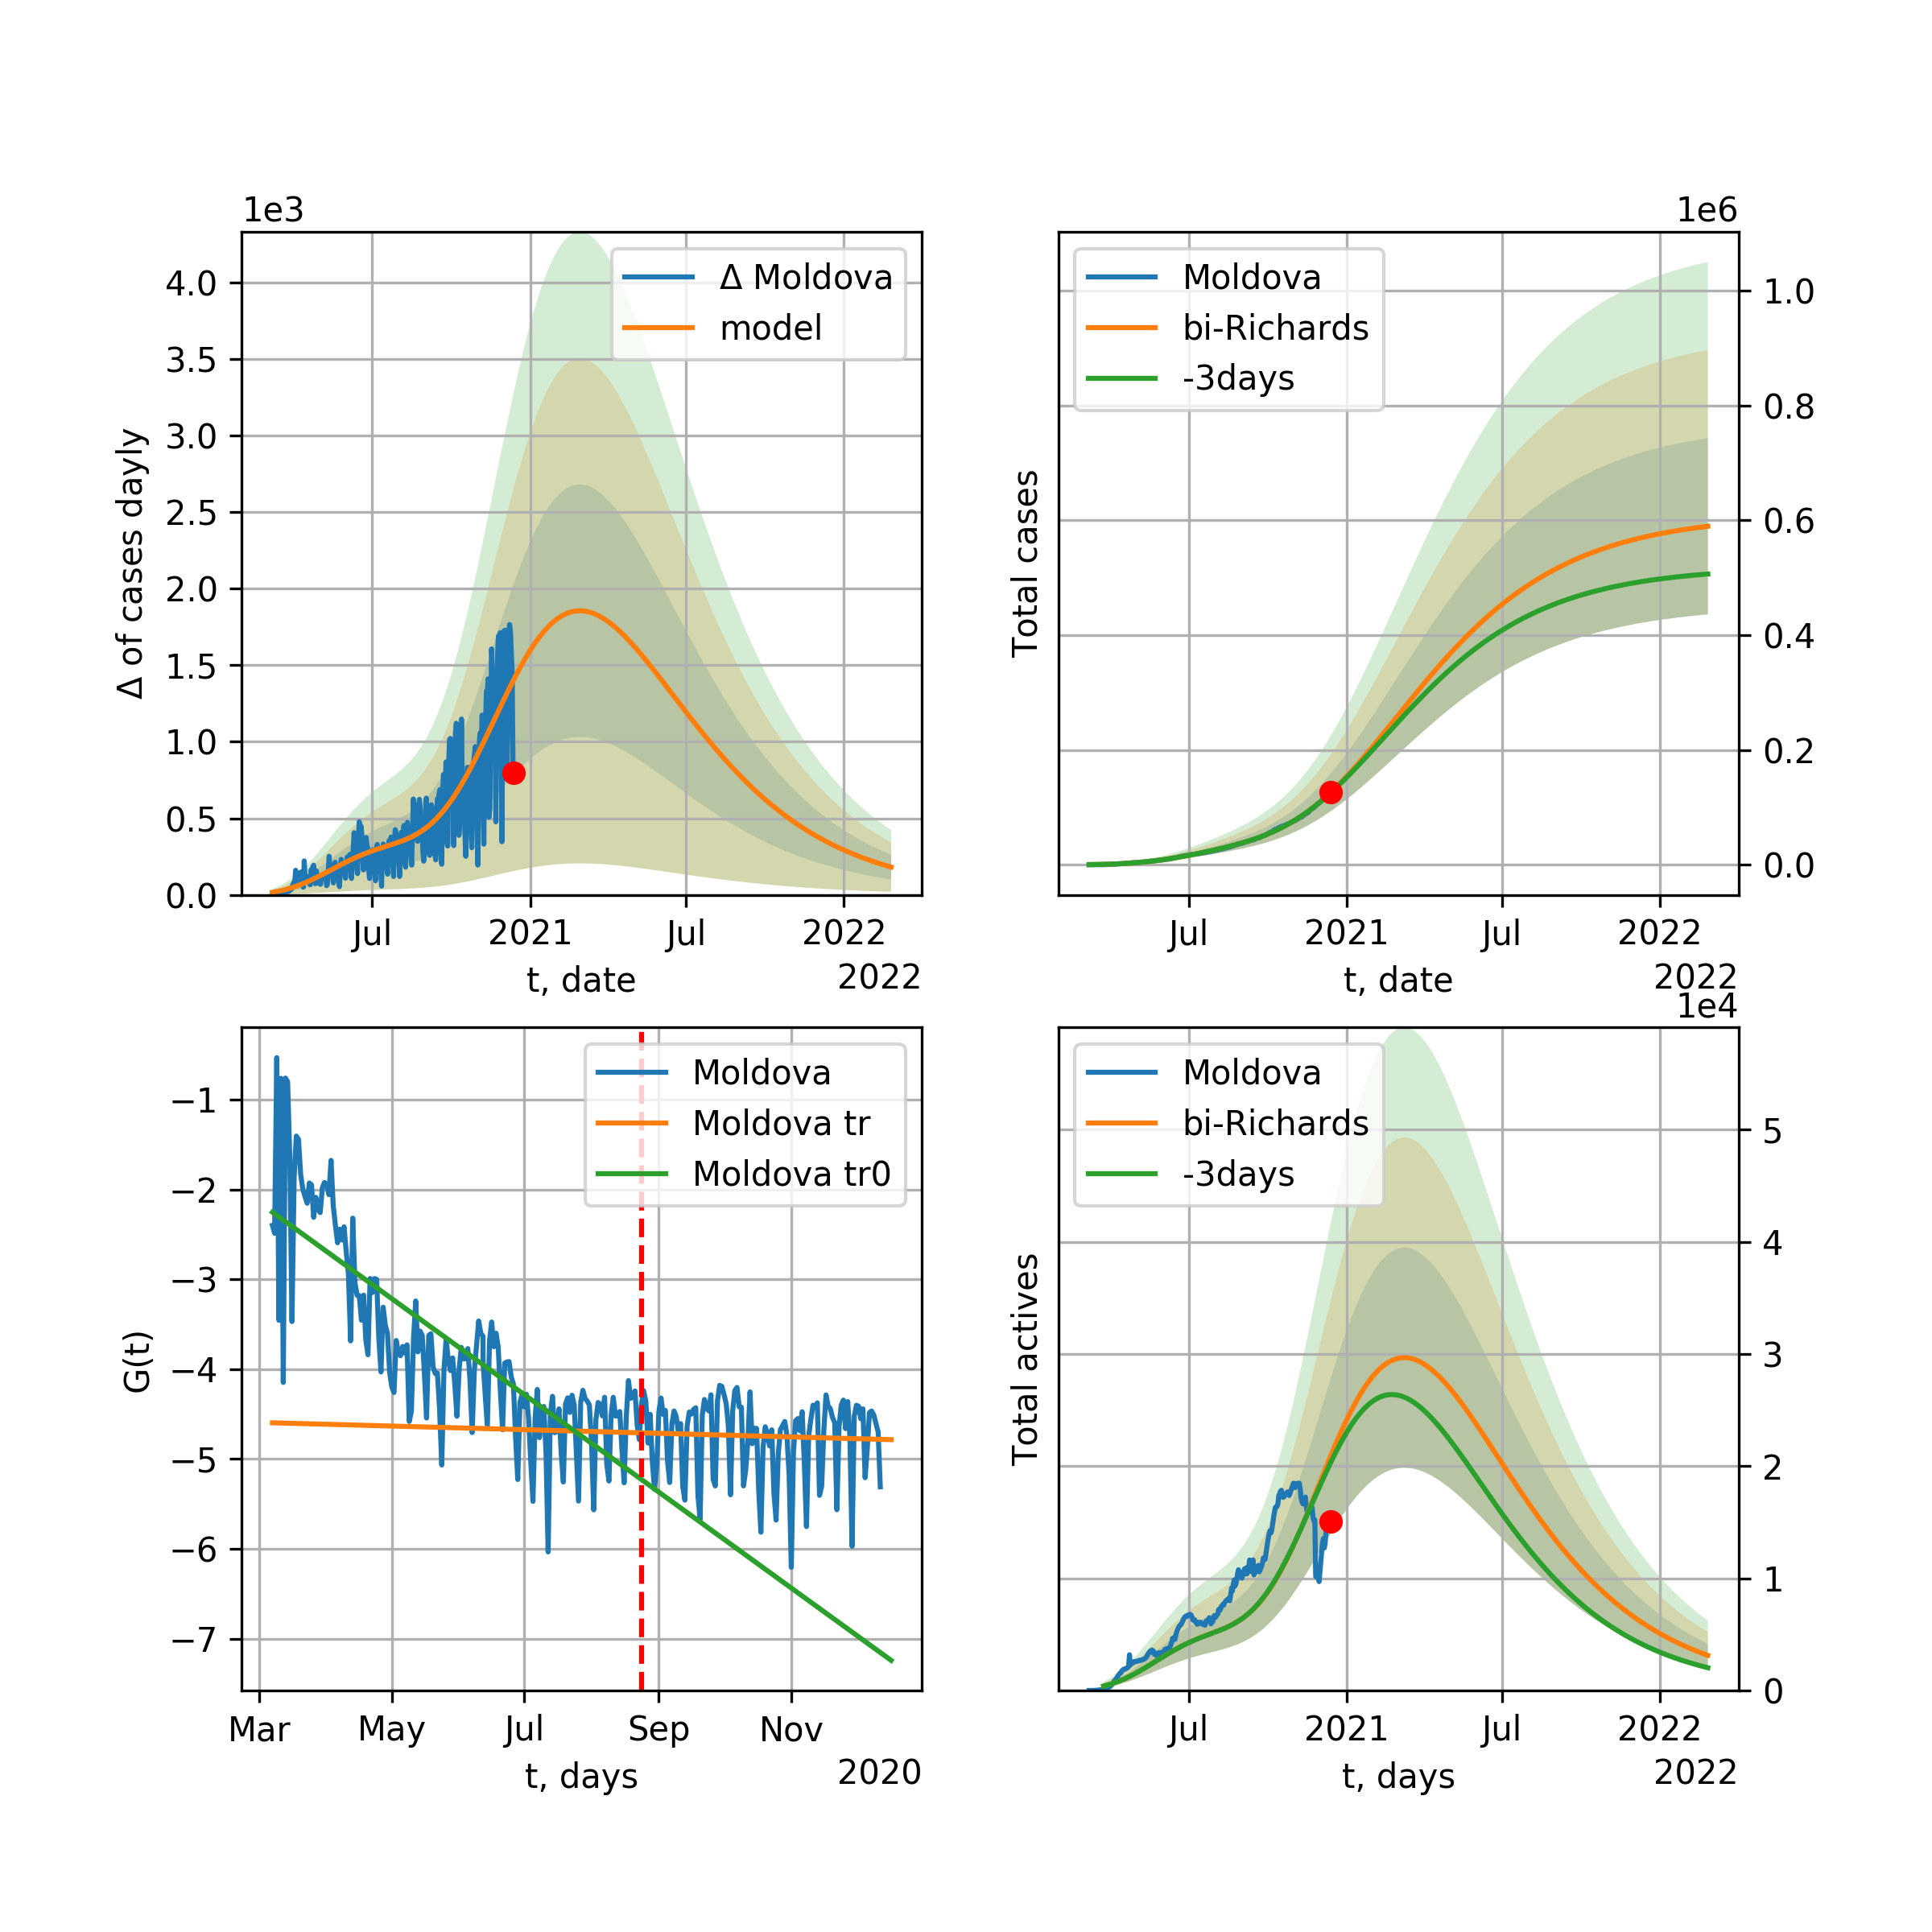 1e3
Δ Moldova
model
4.0
3.5
3.0
2.5
2.0
1.5
1.0
0.5
0.0
Δ of cases dayly
Jul
2021
Jul
2022
t, date
2022
1e6
Moldova
bi-Richards
-3days
1.0
0.8
0.6
0.4
0.2
0.0
Total cases
Jul
2021
Jul
2022
t, date
2022
Moldova
Moldova tr
Moldova tr0
−1
−2
−3
−4
−5
−6
−7
G(t)
Mar
May
Jul
Sep
Nov
t, days
2020
1e4
Moldova
bi-Richards
-3days
5
4
3
2
1
0
Total actives
Jul
2021
Jul
2022
t, days
2022